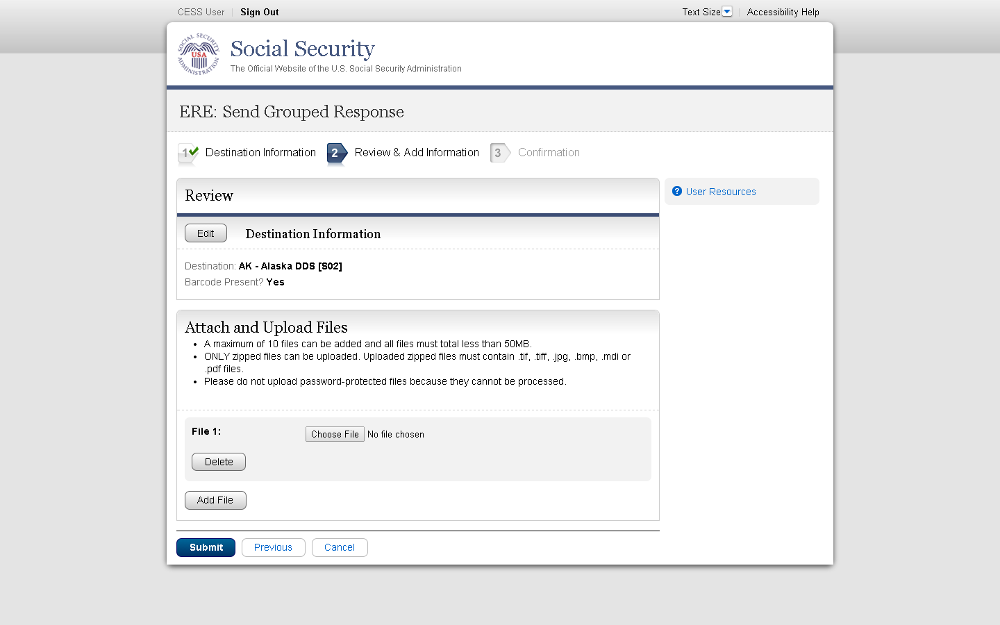 CESS User
Sign Out
Text Size
Accessibility Help
SOCIAL SECURITY ADMINISTRATION
USA
Social Security
The Official Website of the U.S. Social Security Administration
ERE: Send Grouped Response
1 Destination Information
2 Review & Add Information
3 Confirmation
Review
? User Resources
Edit
Destination Information
Destination: AK - Alaska DDS [S02]
Barcode Present? Yes
Attach and Upload Files
• A maximum of 10 files can be added and all files must total less than 50MB.
• ONLY zipped files can be uploaded. Uploaded zipped files must contain .tif, .tiff, .jpg, .bmp, .mdi or
.pdf files.
• Please do not upload password-protected files because they cannot be processed.
File 1:
Choose File No file chosen
Delete
Add File
Submit
Previous
Cancel